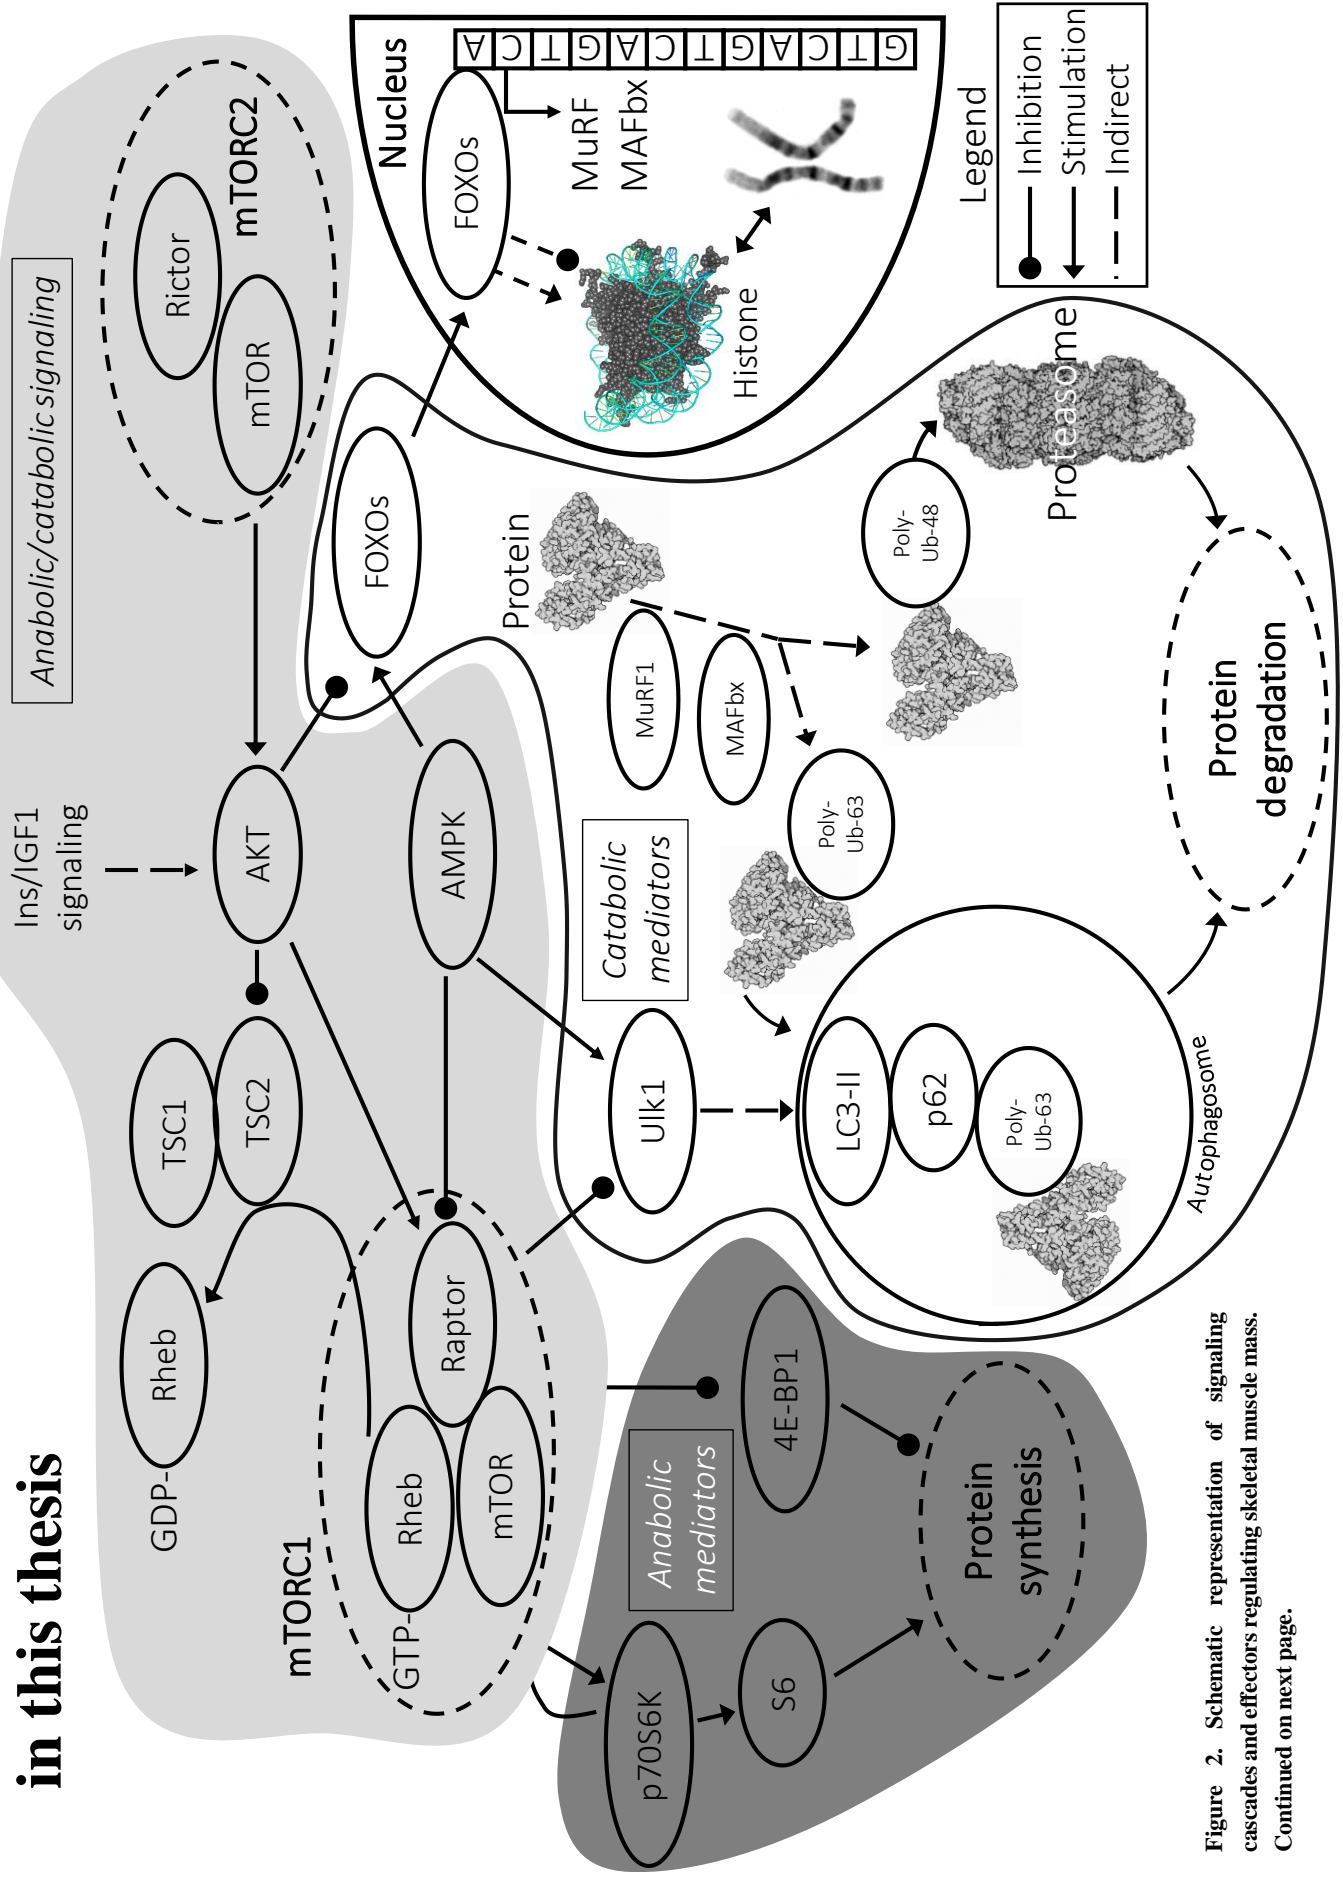 in this thesis
Ins/IGF1
signaling
Anabolic/catabolic signaling
GDP-
Rheb
TSC1
TSC2
AKT
mTOR
Rictor
mTORC2
mTORC1
GTP-
Rheb
mTOR
Raptor
AMPK
FOXOs
Nucleus
FOXOs
A
C
T
G
A
C
T
G
A
C
T
G
MuRF
MAFbx
Histone
p70S6K
S6
Anabolic
mediators
4E-BP1
Protein
synthesis
Ulk1
Catabolic
mediators
MuRF1
MAFbx
Protein
Poly-
Ub-63
Poly-
Ub-48
Proteasome
LC3-II
p62
Poly-
Ub-63
Autophagosome
Protein
degradation
Legend
Inhibition
Stimulation
Indirect
Figure 2. Schematic representation of signaling
cascades and effectors regulating skeletal muscle mass.
Continued on next page.